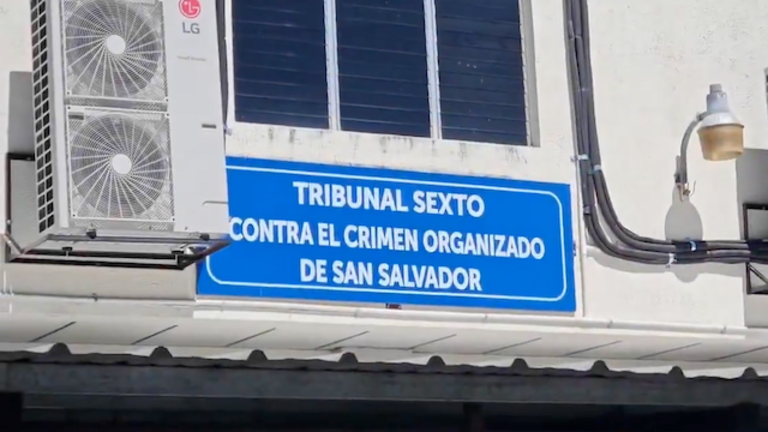 LG
TRIBUNAL SEXTO
CONTRA EL CRIMEN ORGANIZADO
DE SAN SALVADOR